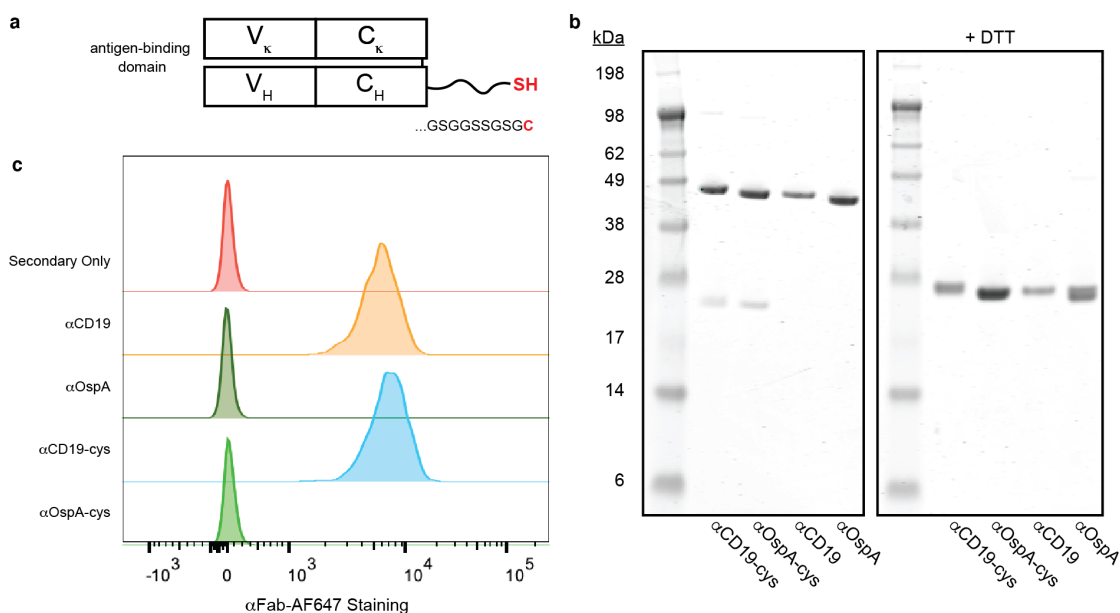 a
antigen-binding
domain
Vκ
Cκ
VH
CH
SH
...GSGGSSGSGC
b
kDa
198
98
62
49
38
28
17
14
6
+ DTT
αCD19-cys
αOspA-cys
αCD19
αOspA
αCD19-cys
αOspA-cys
αCD19
αOspA
c
Secondary Only
αCD19
αOspA
αCD19-cys
αOspA-cys
-10³ 0 10³ 10⁴ 10⁵
αFab-AF647 Staining